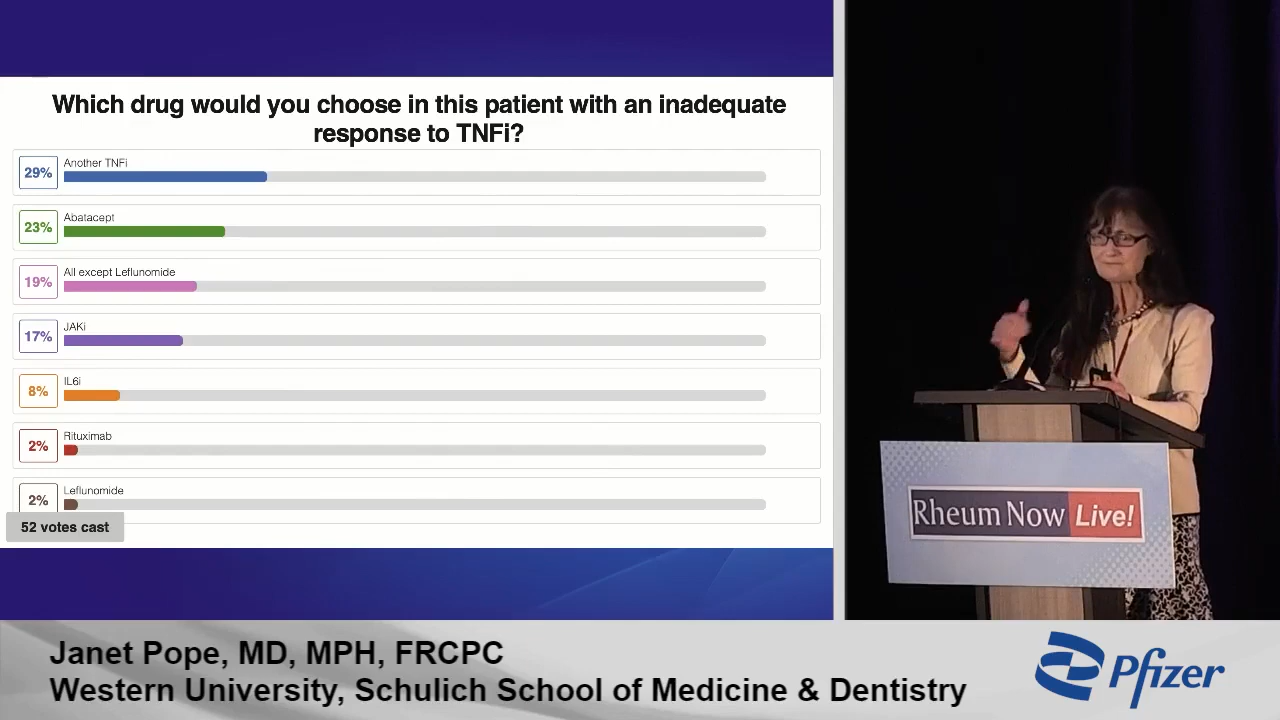 Which drug would you choose in this patient with an inadequate
response to TNFi?
29%
Another TNFi
23%
Abatacept
19%
All except Leflunomide
17%
JAKi
8%
IL6i
2%
Rituximab
2%
Leflunomide
52 votes cast
Rheum Now Live!
Janet Pope, MD, MPH, FRCPC
Western University, Schulich School of Medicine & Dentistry
Pfizer